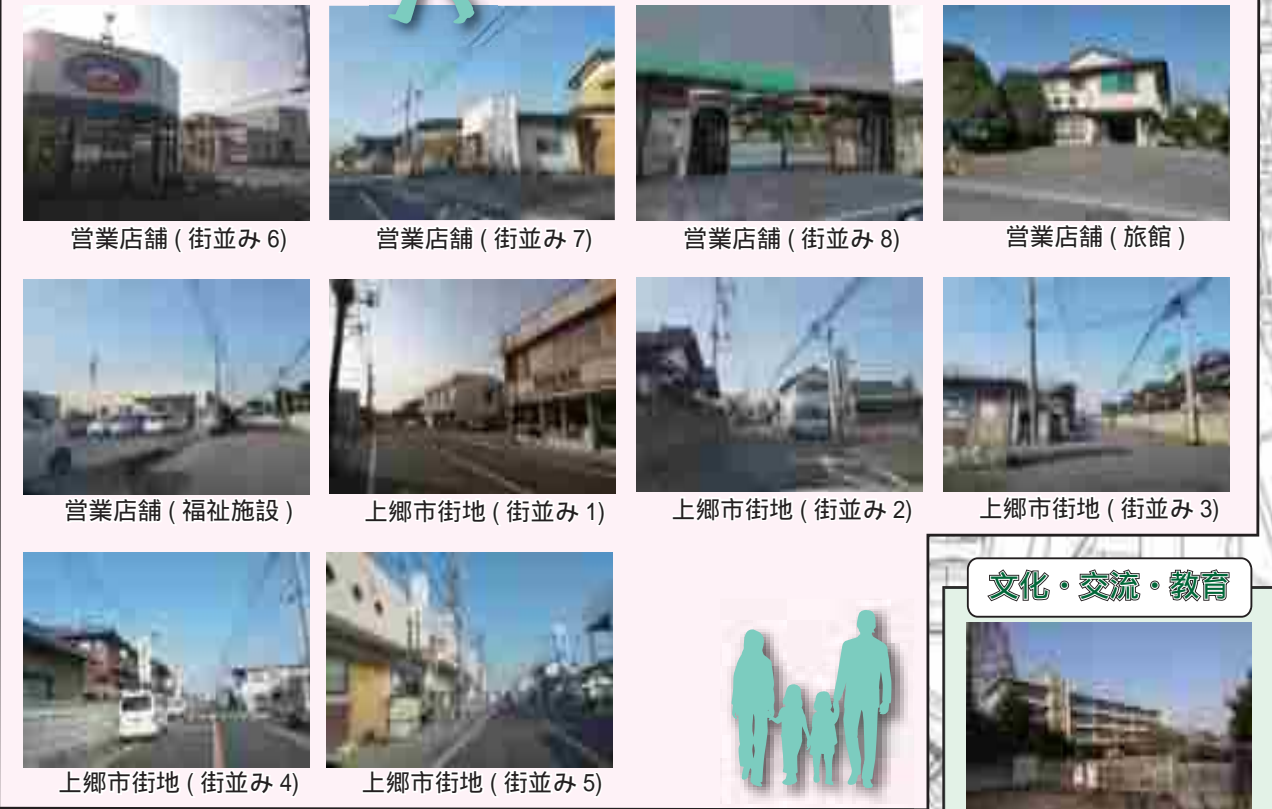 営業店舗 ( 街並み 6)
営業店舗 ( 街並み 7)
営業店舗 ( 街並み 8)
営業店舗 ( 旅館 )
営業店舗 ( 福祉施設 )
上郷市街地 ( 街並み 1)
上郷市街地 ( 街並み 2)
上郷市街地 ( 街並み 3)
上郷市街地 ( 街並み 4)
上郷市街地 ( 街並み 5)
文化・交流・教育